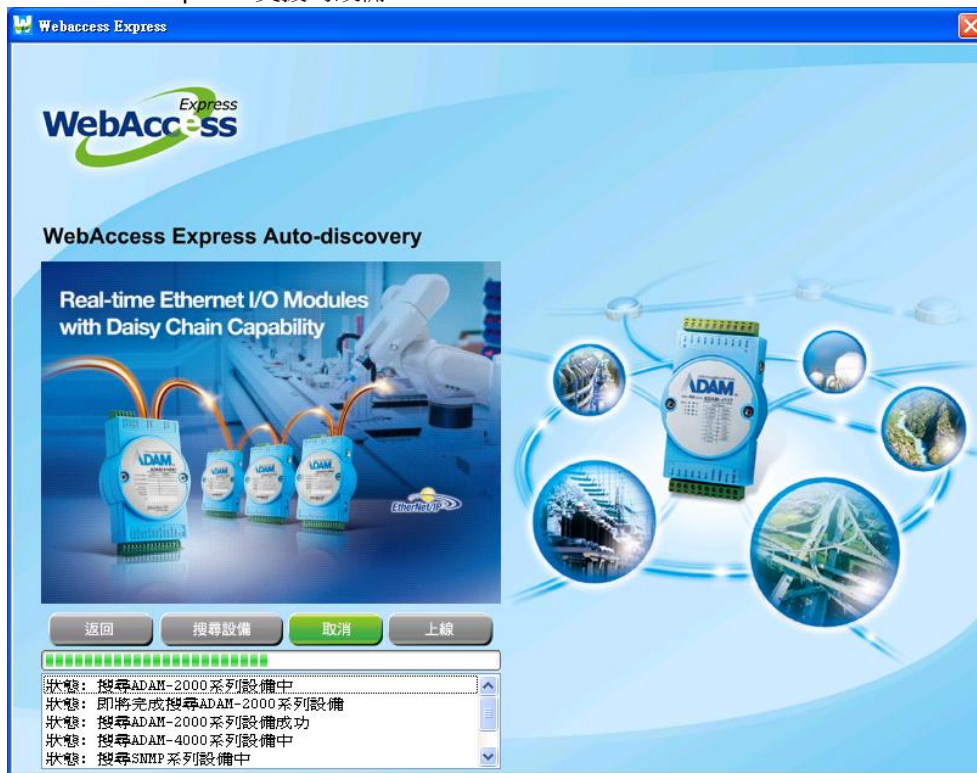 Webaccess Express
Express
WebAccess
WebAccess Express Auto-discovery
Real-time Ethernet I/O Modules
with Daisy Chain Capability
ADAM
ADAM
ADAM
ADAM
ADAM
EtherNet/IP
返回
搜尋設備
取消
上線
狀態: 搜尋ADAM-2000系列設備中
狀態: 即將完成搜尋ADAM-2000系列設備
狀態: 搜尋ADAM-2000系列設備成功
狀態: 搜尋ADAM-4000系列設備中
狀態: 搜尋SNMP系列設備中